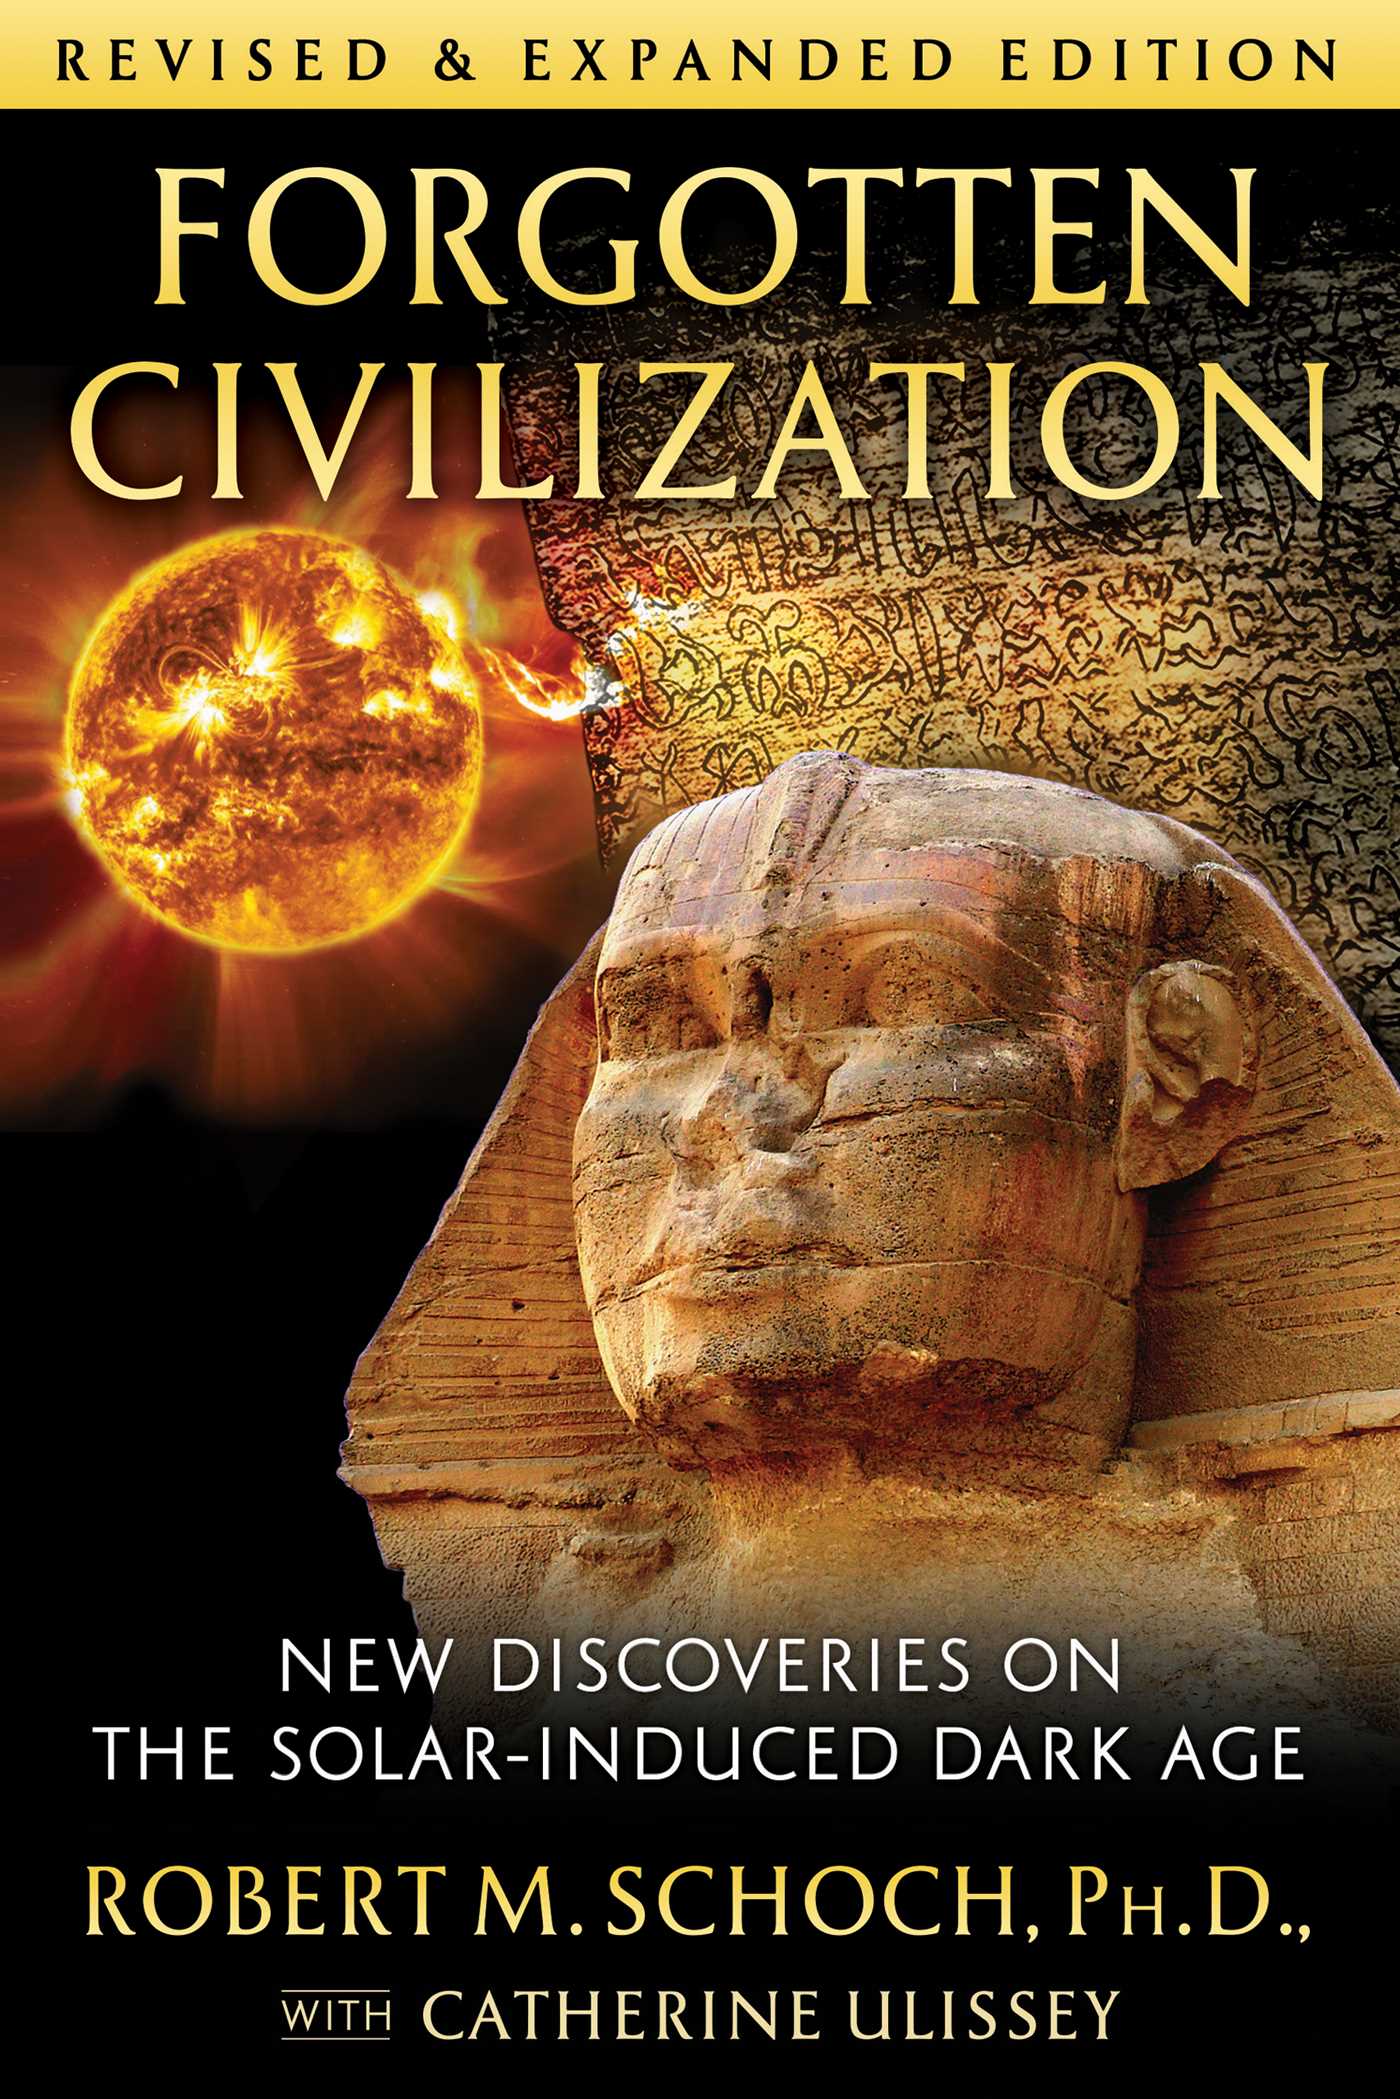 REVISED & EXPANDED EDITION
FORGOTTEN
CIVILIZATION
NEW DISCOVERIES ON
THE SOLAR-INDUCED DARK AGE
ROBERT M. SCHOCH, PH.D.,
WITH CATHERINE ULISSEY